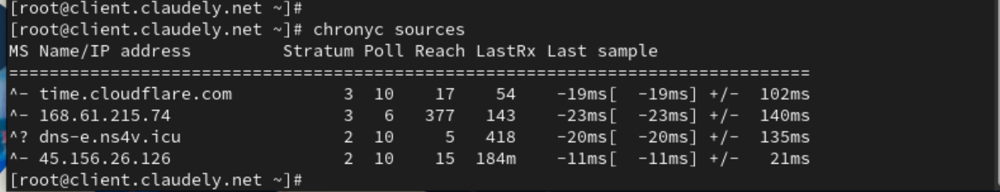 [root@client.claudely.net ~]#
[root@client.claudely.net ~]# chronyc sources
MS Name/IP address         Stratum Poll Reach LastRx Last sample
===============================================================================
^- time.cloudflare.com           3  10    17    54    -19ms[  -19ms] +/-  102ms
^- 168.61.215.74                 3   6   377   143    -23ms[  -23ms] +/-  140ms
^? dns-e.ns4v.icu                2  10     5   418    -20ms[  -20ms] +/-  135ms
^- 45.156.26.126                 2  10    15  184m    -11ms[  -11ms] +/-   21ms
[root@client.claudely.net ~]#